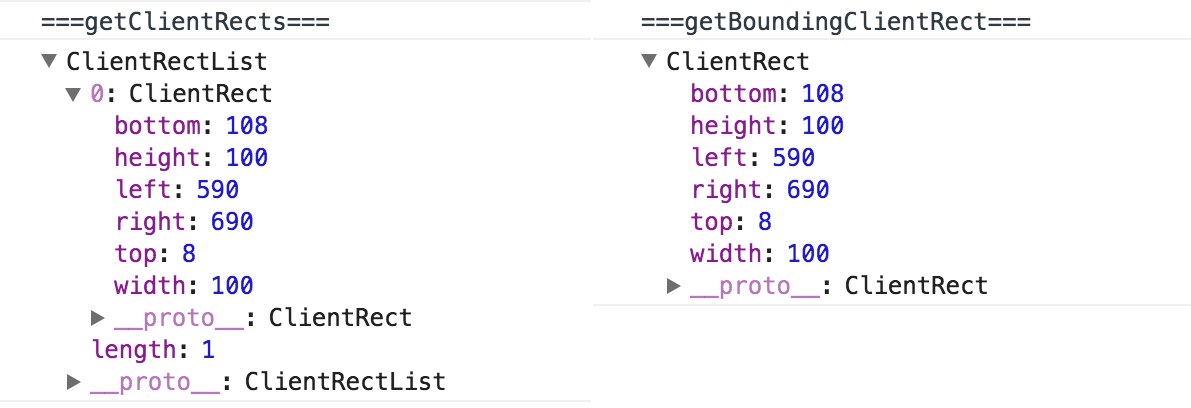 ===getClientRects===
▼ ClientRectList
▼ 0: ClientRect
bottom: 108
height: 100
left: 590
right: 690
top: 8
width: 100
▶ __proto__: ClientRect
length: 1
▶ __proto__: ClientRectList
===getBoundingClientRect===
▼ ClientRect
bottom: 108
height: 100
left: 590
right: 690
top: 8
width: 100
▶ __proto__: ClientRect